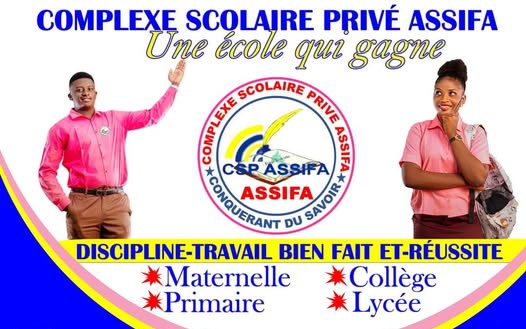 COMPLEXE SCOLAIRE PRIVÉ ASSIFA
Une école qui gagne
COMPLEXE SCOLAIRE PRIVE ASSIFA
CSP ASSIFA
ASSIFA
CONQUERANT DU SAVOIR
DISCIPLINE-TRAVAIL BIEN FAIT ET-RÉUSSITE
Maternelle
Collège
Primaire
Lycée